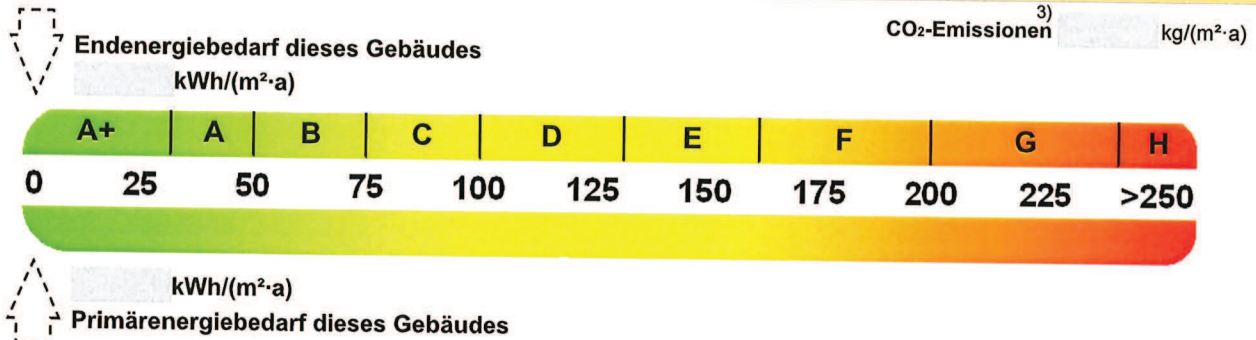 3)
CO₂-Emissionen kg/(m²·a)
Endenergiebedarf dieses Gebäudes
kWh/(m²·a)
A+ A B C D E F G H
0 25 50 75 100 125 150 175 200 225 >250
kWh/(m²·a)
Primärenergiebedarf dieses Gebäudes